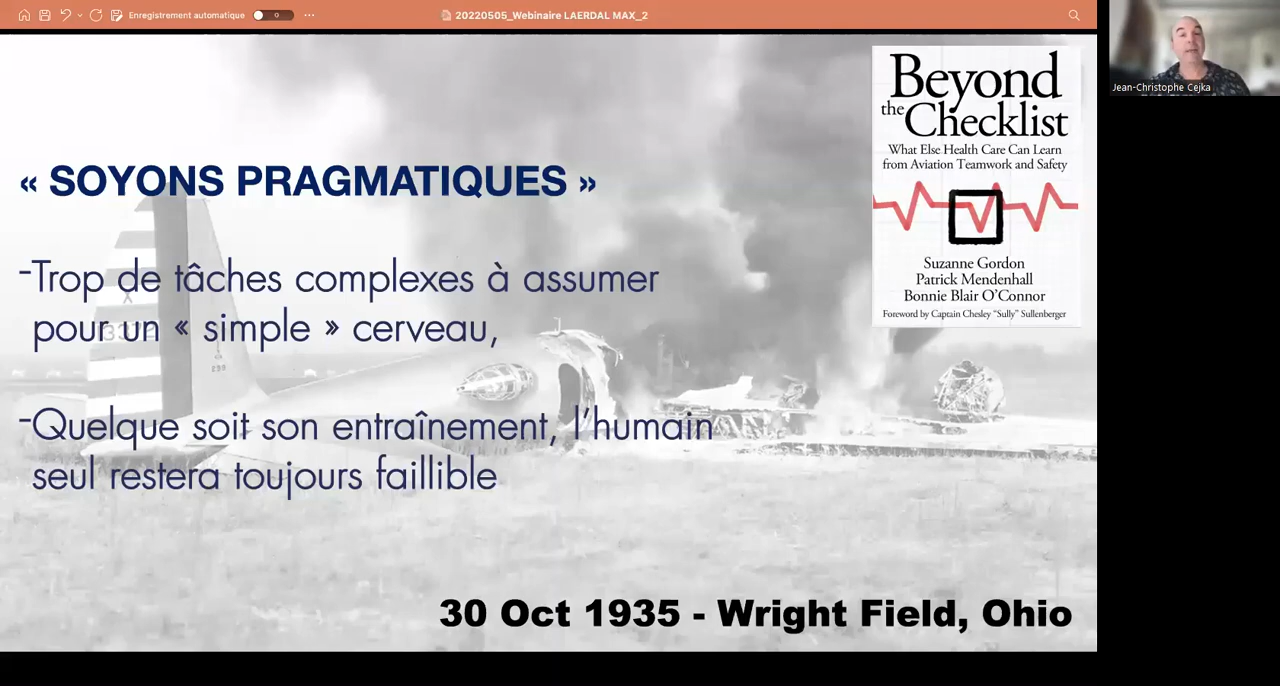 Enregistrement automatique
20220505_Webinaire LAERDAL MAX_2
Jean-Christophe Cejka
Beyond
the Checklist
What Else Health Care Can Learn
from Aviation Teamwork and Safety
Suzanne Gordon
Patrick Mendenhall
Bonnie Blair O'Connor
Foreword by Captain Chesley "Sully" Sullenberger
« SOYONS PRAGMATIQUES »
-Trop de tâches complexes à assumer
pour un « simple » cerveau,
-Quelque soit son entraînement, l'humain
seul restera toujours faillible
30 Oct 1935 - Wright Field, Ohio